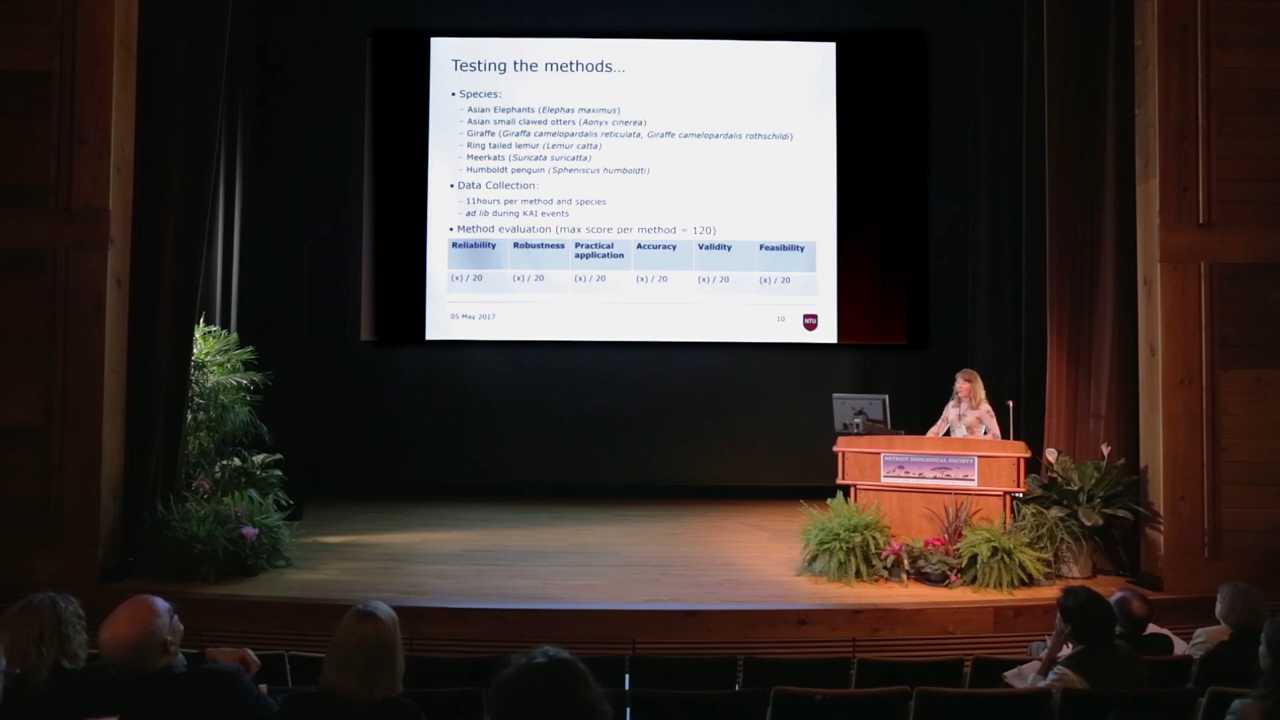 Testing the methods...
• Species:
– Asian Elephants (Elephas maximus)
– Asian small clawed otters (Aonyx cinerea)
– Giraffe (Giraffa camelopardalis reticulata, Giraffe camelopardalis rothschildi)
– Ring tailed lemur (Lemur catta)
– Meerkats (Suricata suricatta)
– Humboldt penguin (Spheniscus humboldti)
• Data Collection:
– 11hours per method and species
– ad lib during KAI events
• Method evaluation (max score per method = 120)
Reliability Robustness Practical application Accuracy Validity Feasibility
(x) / 20 (x) / 20 (x) / 20 (x) / 20 (x) / 20 (x) / 20
05 May 2017 10 NTU
DETROIT ZOOLOGICAL SOCIETY